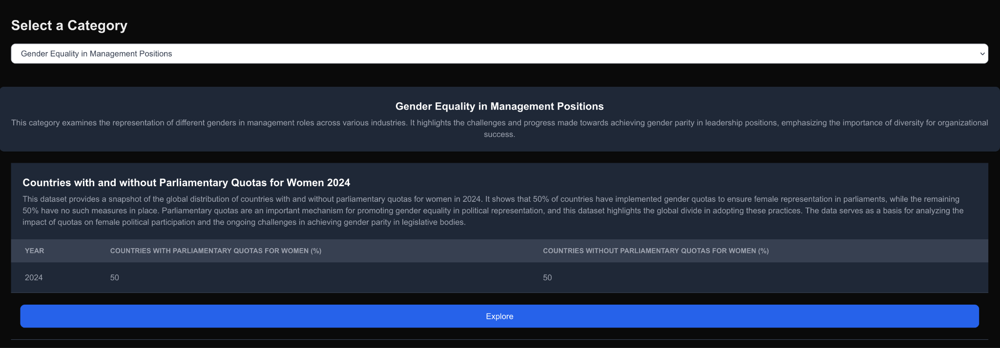 Select a Category
Gender Equality in Management Positions
Gender Equality in Management Positions
This category examines the representation of different genders in management roles across various industries. It highlights the challenges and progress made towards achieving gender parity in leadership positions, emphasizing the importance of diversity for organizational
success.
Countries with and without Parliamentary Quotas for Women 2024
This dataset provides a snapshot of the global distribution of countries with and without parliamentary quotas for women in 2024. It shows that 50% of countries have implemented gender quotas to ensure female representation in parliaments, while the remaining
50% have no such measures in place. Parliamentary quotas are an important mechanism for promoting gender equality in political representation, and this dataset highlights the global divide in adopting these practices. The data serves as a basis for analyzing the
impact of quotas on female political participation and the ongoing challenges in achieving gender parity in legislative bodies.
YEAR COUNTRIES WITH PARLIAMENTARY QUOTAS FOR WOMEN (%) COUNTRIES WITHOUT PARLIAMENTARY QUOTAS FOR WOMEN (%)
2024 50 50
Explore